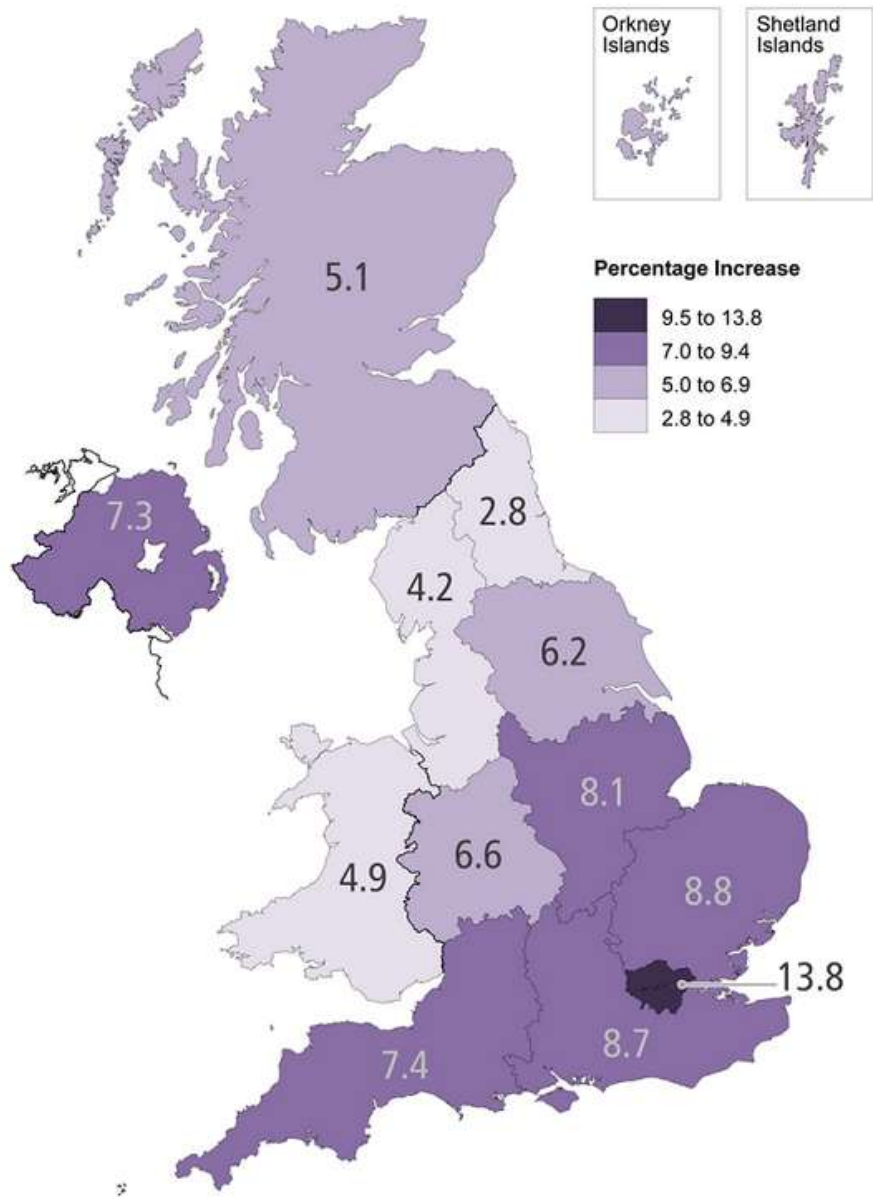 Orkney
Islands
Shetland
Islands
5.1
Percentage Increase
9.5 to 13.8
7.0 to 9.4
5.0 to 6.9
2.8 to 4.9
7.3
2.8
4.2
6.2
8.1
6.6
4.9
8.8
13.8
8.7
7.4